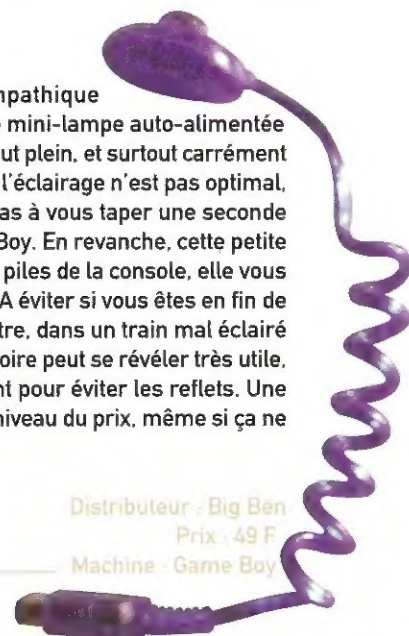 npathique
mini-lampe auto-alimentée
ut plein, et surtout carrément
l'éclairage n'est pas optimal,
as à vous taper une seconde
Boy. En revanche, cette petite
piles de la console, elle vous
A éviter si vous êtes en fin de
tre, dans un train mal éclairé
oire peut se révéler très utile,
nt pour éviter les reflets. Une
niveau du prix, même si ça ne
Distributeur : Big Ben
Prix : 49 F
Machine : Game Boy